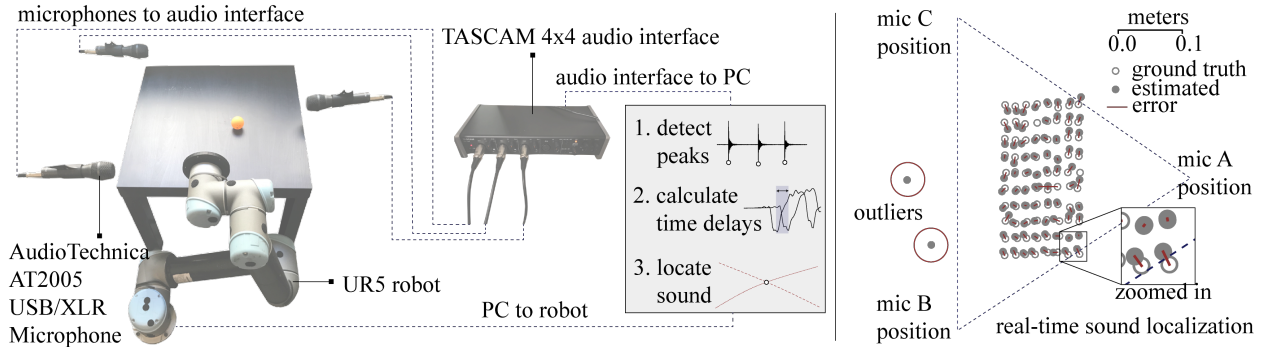 microphones to audio interface
TASCAM 4x4 audio interface
audio interface to PC
1. detect
peaks
2. calculate
time delays
3. locate
sound
AudioTechnica
AT2005
USB/XLR
Microphone
UR5 robot
PC to robot
mic C
position
meters
0.0 0.1
ground truth
estimated
error
mic A
position
outliers
mic B
position
zoomed in
real-time sound localization